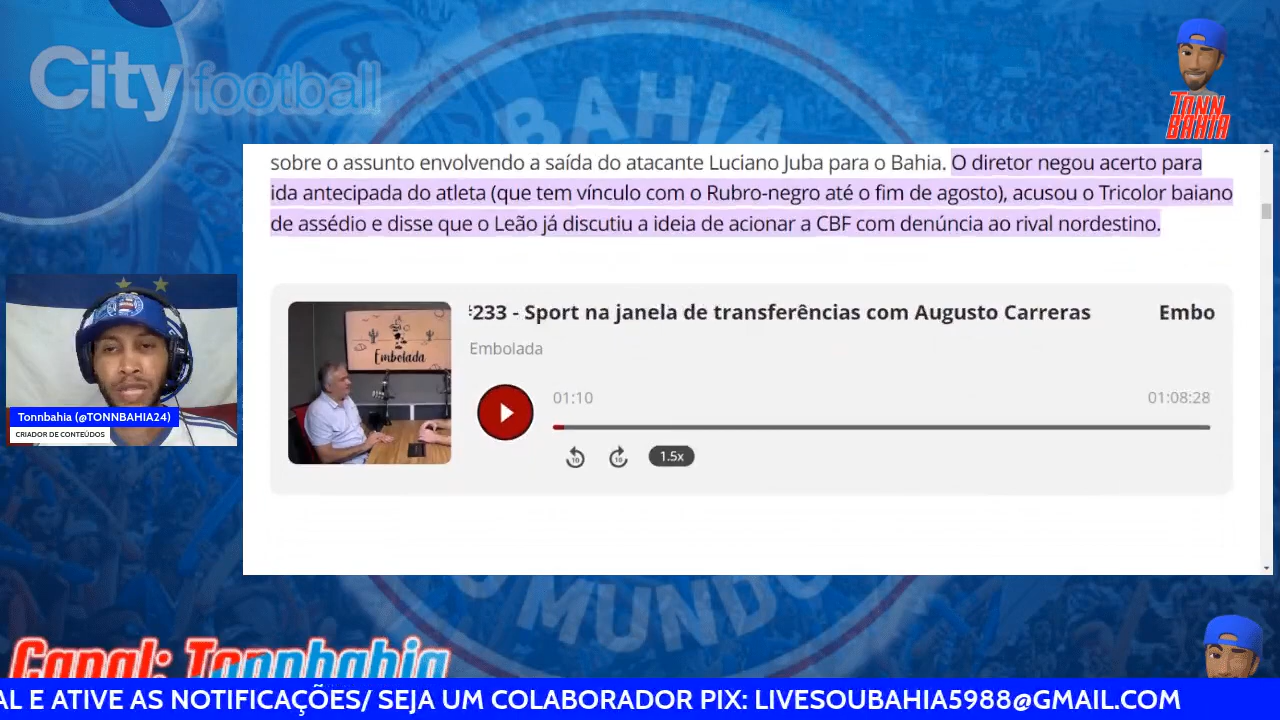 City football
BAHIA
TONN
BAHIA
sobre o assunto envolvendo a saída do atacante Luciano Juba para o Bahia. O diretor negou acerto para
ida antecipada do atleta (que tem vínculo com o Rubro-negro até o fim de agosto), acusou o Tricolor baiano
de assédio e disse que o Leão já discutiu a ideia de acionar a CBF com denúncia ao rival nordestino.
#233 - Sport na janela de transferências com Augusto Carreras Embo
Embolada
Embolada
01:10
01:08:28
10
10
1.5x
Tonnbahia (@TONNBAHIA24)
CRIADOR DE CONTEÚDOS
MUNDO
Canal: Tonnbahia
AL E ATIVE AS NOTIFICAÇÕES/ SEJA UM COLABORADOR PIX: LIVESOUBAHIA5988@GMAIL.COM